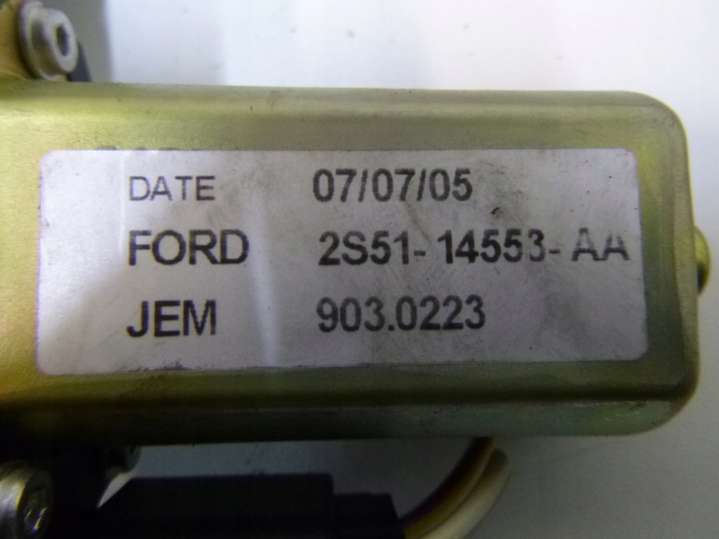 DATE 07/07/05
FORD 2S51-14553-AA
JEM 903.0223